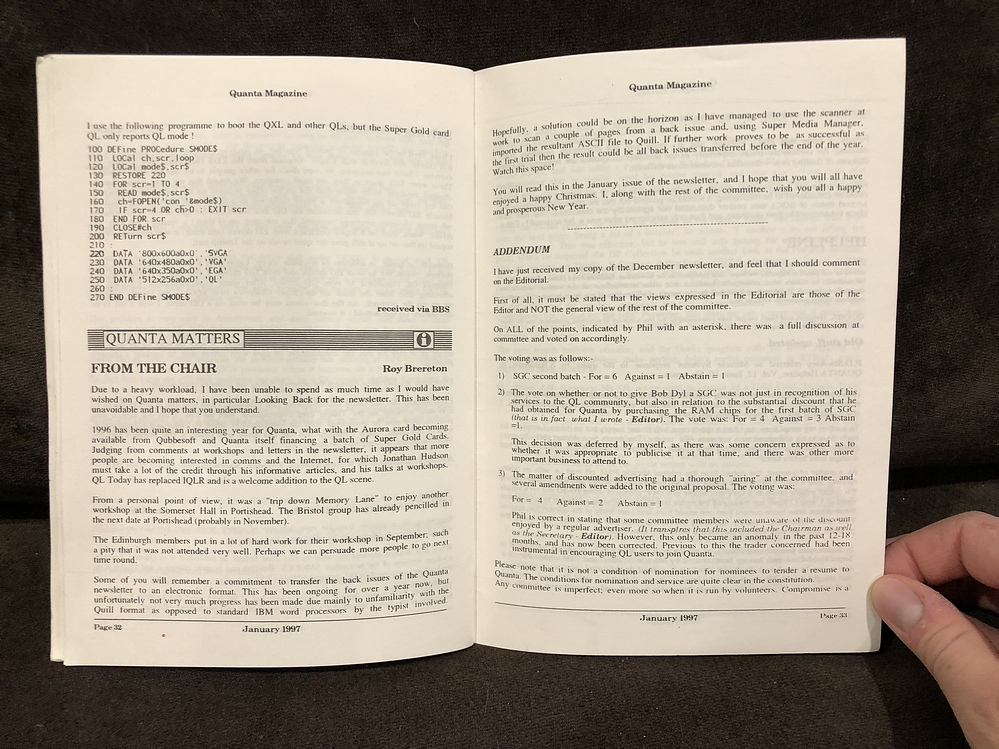 Quanta Magazine
I use the following programme to boot the QXL and other QLs, but the Super Gold card
QL only reports QL mode !
100 DEFine PROCedure SMODE$
110 LOCal ch,scr,loop
120 LOCal mode$,scr$
130 RESTORE 220
140 FOR scr=1 TO 4
150 READ mode$,scr$
160 ch=FOPEN('con_'&mode$)
170 IF scr=4 OR ch>0 : EXIT scr
180 END FOR scr
190 CLOSE#ch
200 RETurn scr$
210 :
220 DATA '800x600a0x0','SVGA'
230 DATA '640x480a0x0','VGA'
240 DATA '640x350a0x0','EGA'
250 DATA '512x256a0x0','QL'
260 :
270 END DEFine SMODE$
received via BBS
QUANTA MATTERS
FROM THE CHAIR Roy Brereton
Due to a heavy workload, I have been unable to spend as much time as I would have
wished on Quanta matters, in particular Looking Back for the newsletter. This has been
unavoidable and I hope that you understand.
1996 has been quite an interesting year for Quanta, what with the Aurora card becoming
available from Qubbesoft and Quanta itself financing a batch of Super Gold Cards.
Judging from comments at workshops and letters in the newsletter, it appears that more
people are becoming interested in comms and the Internet, for which Jonathan Hudson
must take a lot of the credit through his informative articles, and his talks at workshops.
QL Today has replaced IQLR and is a welcome addition to the QL scene.
From a personal point of view, it was a "trip down Memory Lane" to enjoy another
workshop at the Somerset Hall in Portishead. The Bristol group has already pencilled in
the next date at Portishead (probably in November).
The Edinburgh members put in a lot of hard work for their workshop in September; such
a pity that it was not attended very well. Perhaps we can persuade more people to go next
time round.
Some of you will remember a commitment to transfer the back issues of the Quanta
newsletter to an electronic format. This has been ongoing for over a year now, but
unfortunately not very much progress has been made due mainly to unfamiliarity with the
Quill format as opposed to standard IBM word processors by the typist involved.
Page 32 January 1997
Quanta Magazine
Hopefully, a solution could be on the horizon as I have managed to use the scanner at
work to scan a couple of pages from a back issue and, using Super Media Manager,
imported the resultant ASCII file to Quill. If further work proves to be as successful as
the first trial then the result could be all back issues transferred before the end of the year.
Watch this space!
You will read this in the January issue of the newsletter, and I hope that you will all have
enjoyed a happy Christmas. I, along with the rest of the committee, wish you all a happy
and prosperous New Year.
ADDENDUM
I have just received my copy of the December newsletter, and feel that I should comment
on the Editorial.
First of all, it must be stated that the views expressed in the Editorial are those of the
Editor and NOT the general view of the rest of the committee.
On ALL of the points, indicated by Phil with an asterisk, there was a full discussion at
committee and voted on accordingly.
The voting was as follows:-
1) SGC second batch - For = 6 Against = 1 Abstain = 1
2) The vote on whether or not to give Bob Dyl a SGC was not just in recognition of his
services to the QL community, but also in relation to the substantial discount that he
had obtained for Quanta by purchasing the RAM chips for the first batch of SGC
(that is in fact what I wrote - Editor). The vote was: For = 4 Against = 3 Abstain
=1.
This decision was deferred by myself, as there was some concern expressed as to
whether it was appropriate to publicise it at that time, and there was other more
important business to attend to.
3) The matter of discounted advertising had a thorough "airing" at the committee, and
several amendments were added to the original proposal. The voting was:
For = 4 Against = 2 Abstain = 1
Phil is correct in stating that some committee members were unaware of the discount
enjoyed by a regular advertiser. (It transpires that this included the Chairman as well
as the Secretary - Editor). However, this only became an anomaly in the past 12-18
months, and has now been corrected. Previous to this the trader concerned had been
instrumental in encouraging QL users to join Quanta.
Please note that it is not a condition of nomination for nominees to tender a resume to
Quanta. The conditions for nomination and service are quite clear in the constitution.
Any committee is imperfect; even more so when it is run by volunteers. Compromise is a
January 1997 Page 33